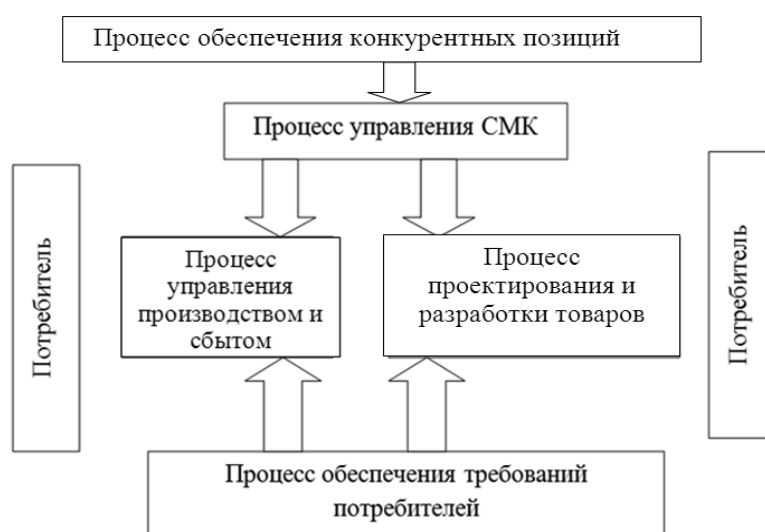 Процесс обеспечения конкурентных позиций
Процесс управления СМК
Потребитель
Процесс
управления
производством и
сбытом
Процесс
проектирования и
разработки товаров
Потребитель
Процесс обеспечения требований
потребителей